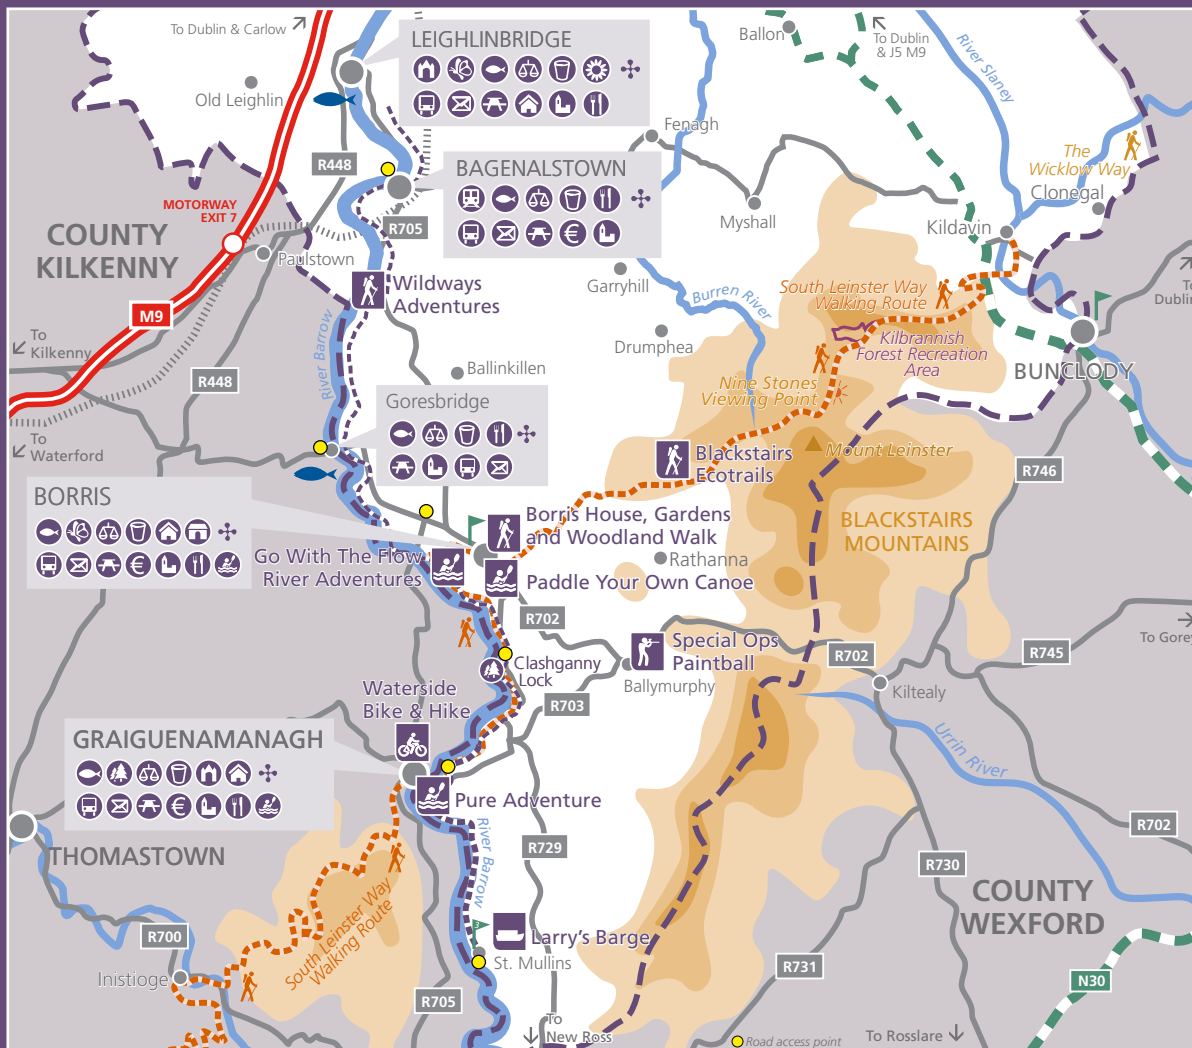 To Dublin & Carlow
LEIGHLINBRIDGE
Ballon
To Dublin
& J5 M9
River Slaney
Old Leighlin
Fenagh
The
Wicklow Way
R448
BAGENALSTOWN
Clonegal
MOTORWAY
EXIT 7
Myshall
Kildavin
R705
COUNTY
KILKENNY
Paulstown
Garryhill
Wildways
Adventures
Burren River
South Leinster Way
Walking Route
To
Dublin
M9
River Barrow
To
Kilkenny
Drumphea
Kilbrannish
Forest Recreation
Area
Ballinkillen
BUNCLODY
R448
Nine Stones
Viewing Point
Goresbridge
To
Waterford
Blackstairs
Ecotrails
Mount Leinster
R746
BORRIS
Borris House, Gardens
and Woodland Walk
BLACKSTAIRS
MOUNTAINS
Go With The Flow
River Adventures
Rathanna
Paddle Your Own Canoe
R702
To Gorey
Special Ops
Paintball
R702
R745
Clashganny
Lock
Ballymurphy
Kiltealy
Waterside
Bike & Hike
R703
GRAIGUENAMANAGH
Urrin River
Pure Adventure
River Barrow
R702
THOMASTOWN
R729
R730
COUNTY
WEXFORD
South Leinster Way
Walking Route
R700
Larry's Barge
St. Mullins
Inistioge
R731
N30
R705
To
New Ross
Road access point
To Rosslare